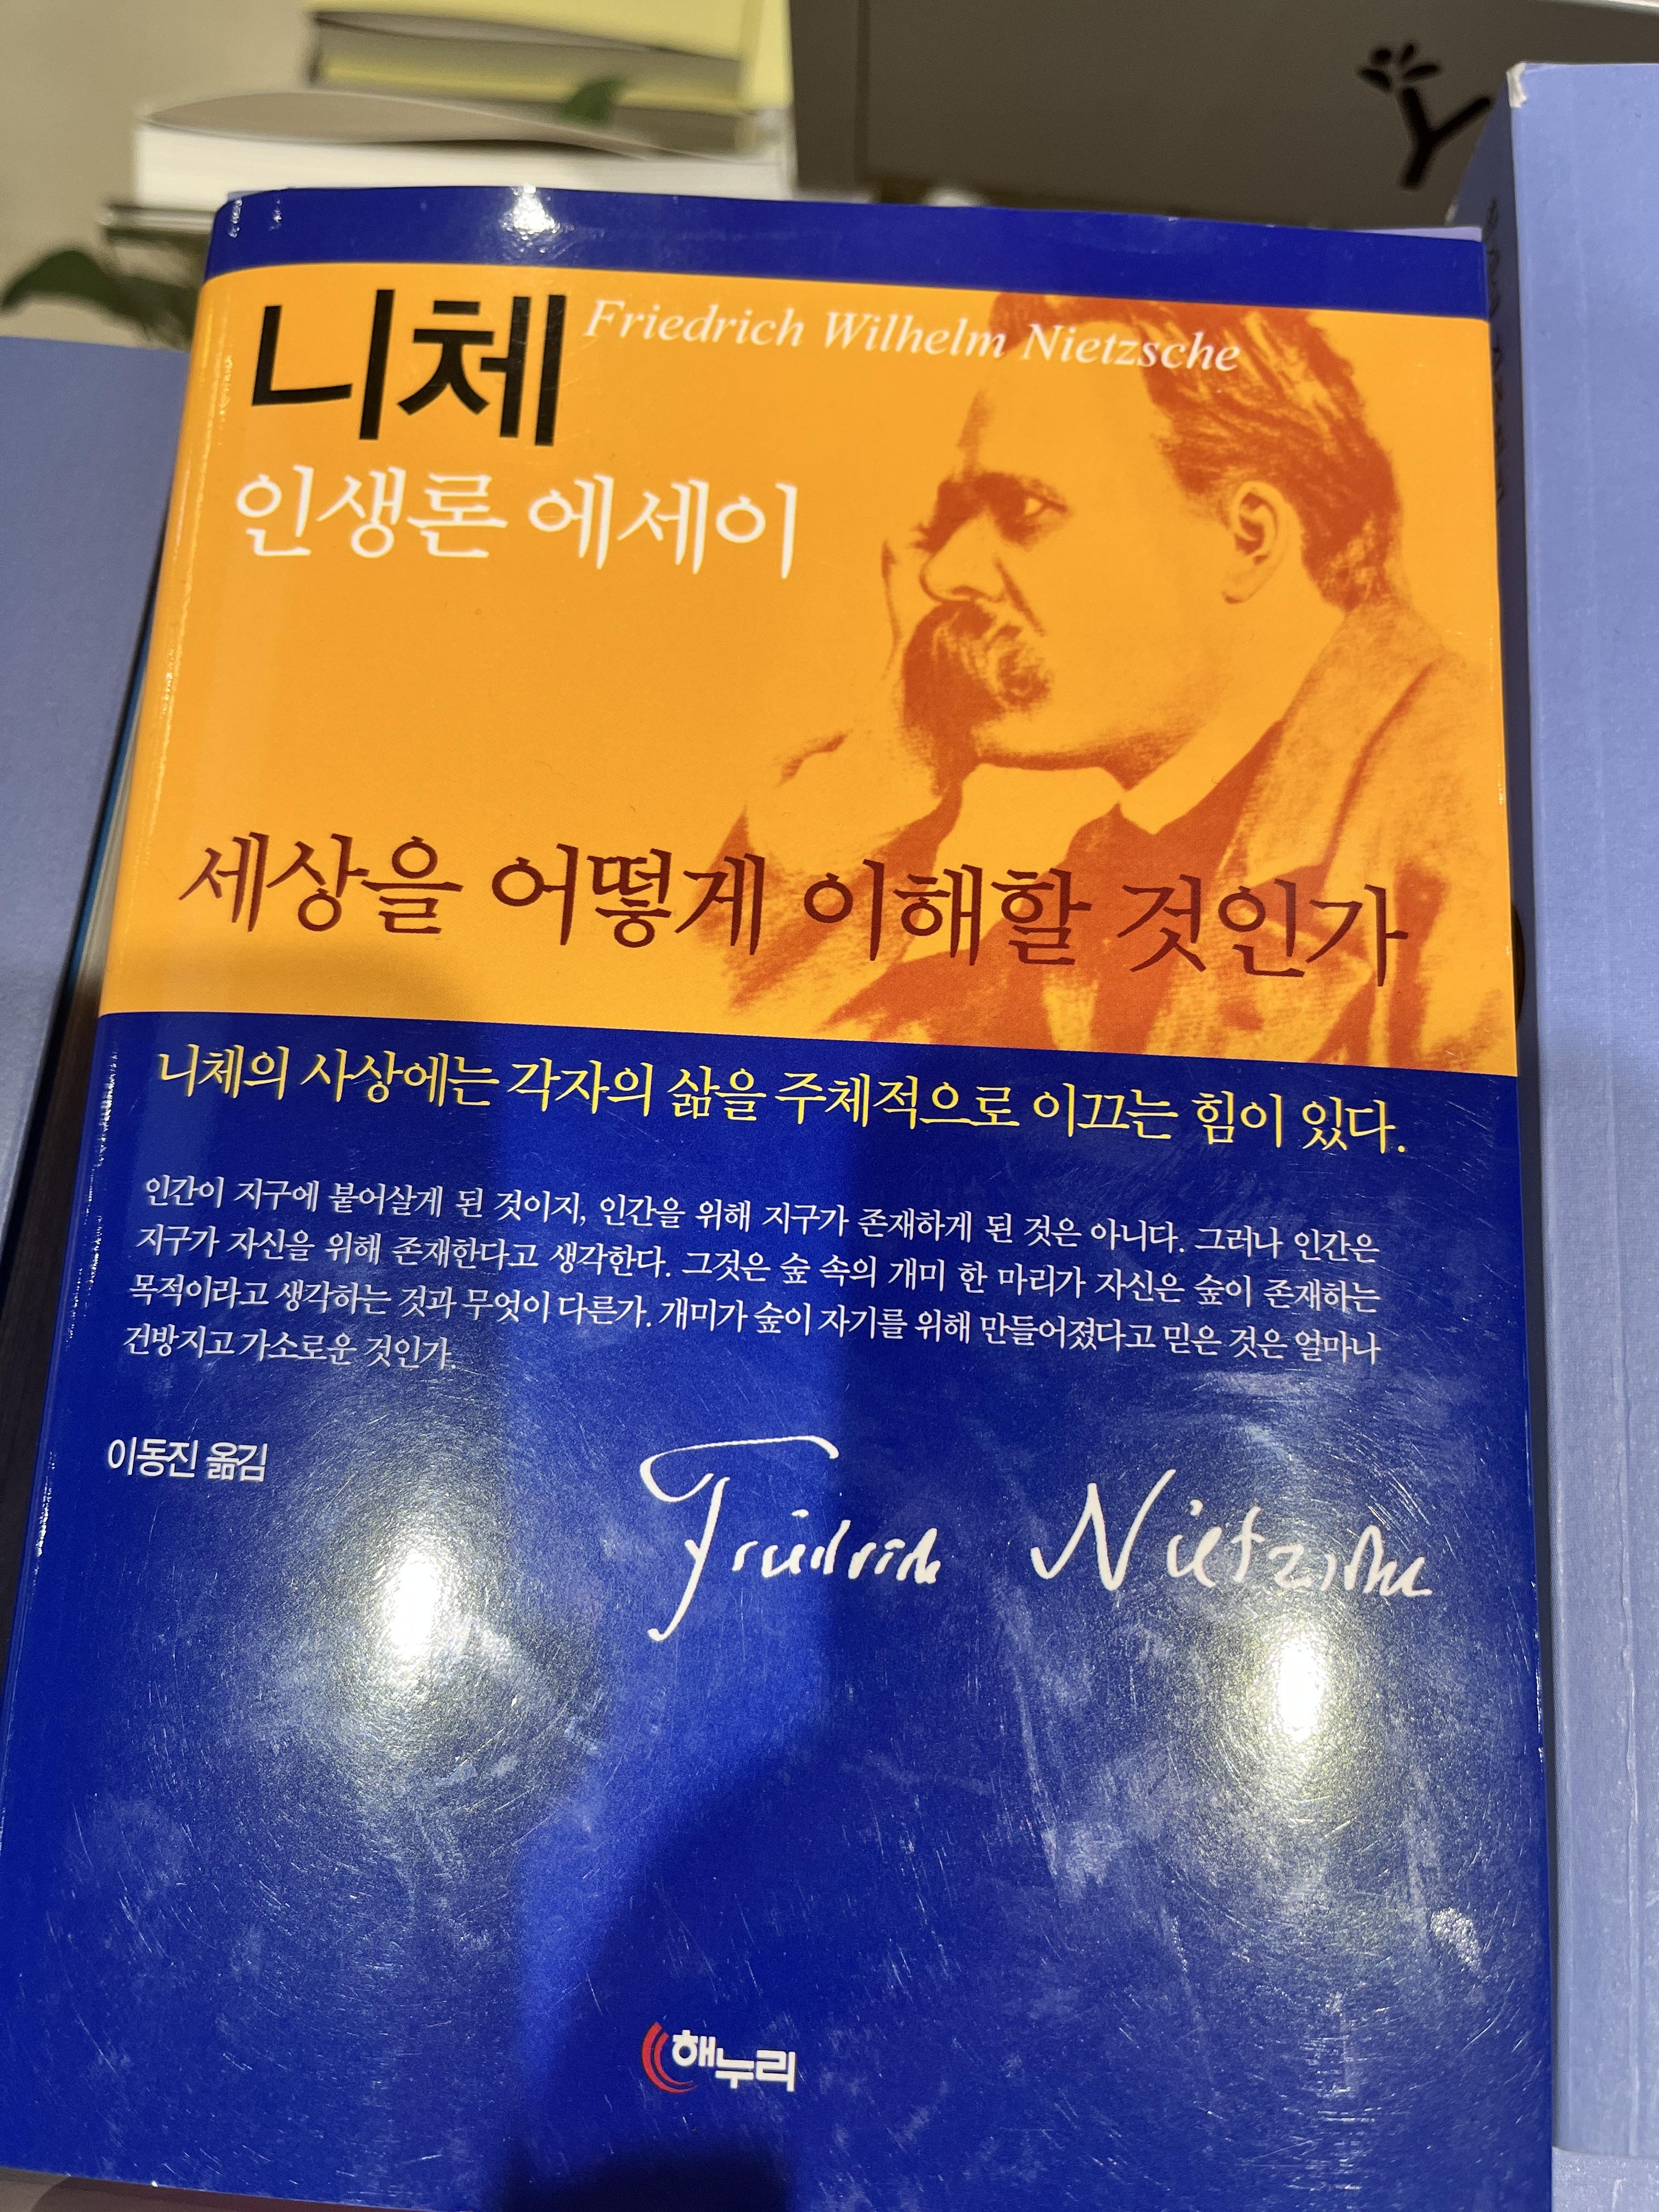 니체 Friedrich Wilhelm Nietzsche
인생론 에세이
세상을 어떻게 이해할 것인가
니체의 사상에는 각자의 삶을 주체적으로 이끄는 힘이 있다.
인간이 지구에 붙어살게 된 것이지, 인간을 위해 지구가 존재하게 된 것은 아니다. 그러나 인간은
지구가 자신을 위해 존재한다고 생각한다. 그것은 숲 속의 개미 한 마리가 자신은 숲이 존재하는
목적이라고 생각하는 것과 무엇이 다른가. 개미가 숲이 자기를 위해 만들어졌다고 믿은 것은 얼마나
건방지고 가소로운 것인가.
이동진 옮김
Friedrich Nietzsche
해누리